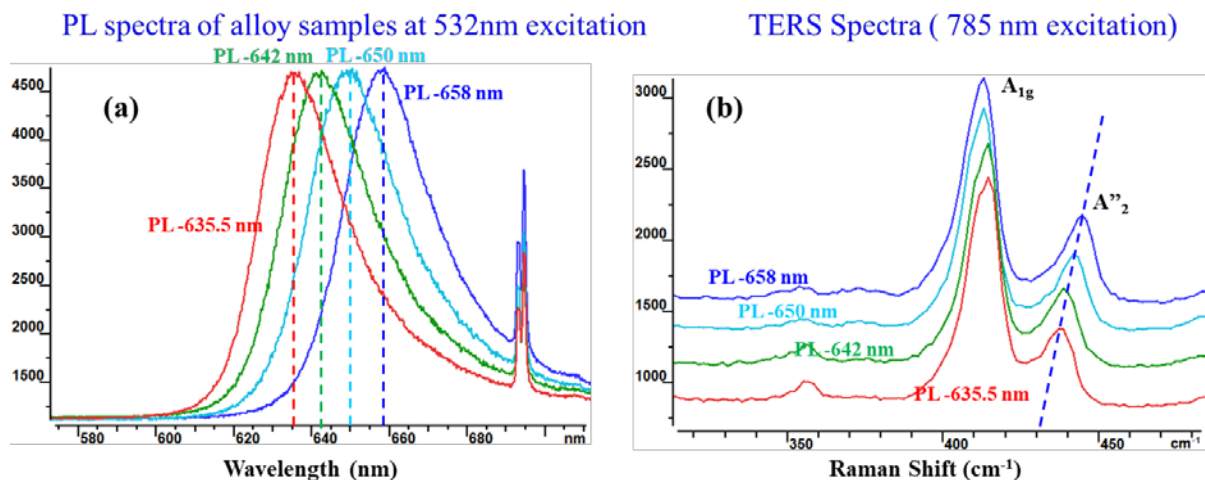 PL spectra of alloy samples at 532nm excitation
TERS Spectra ( 785 nm excitation)
PL -642 nm
PL -650 nm
(a)
PL -658 nm
PL -635.5 nm
4500
4000
3500
3000
2500
2000
1500
580
600
620
640
660
680
nm
Wavelength (nm)
(b)
A1g
A”2
PL -658 nm
PL -650 nm
PL -642 nm
PL -635.5 nm
3000
2500
2000
1500
1000
350
400
450
cm-1
Raman Shift (cm-1)